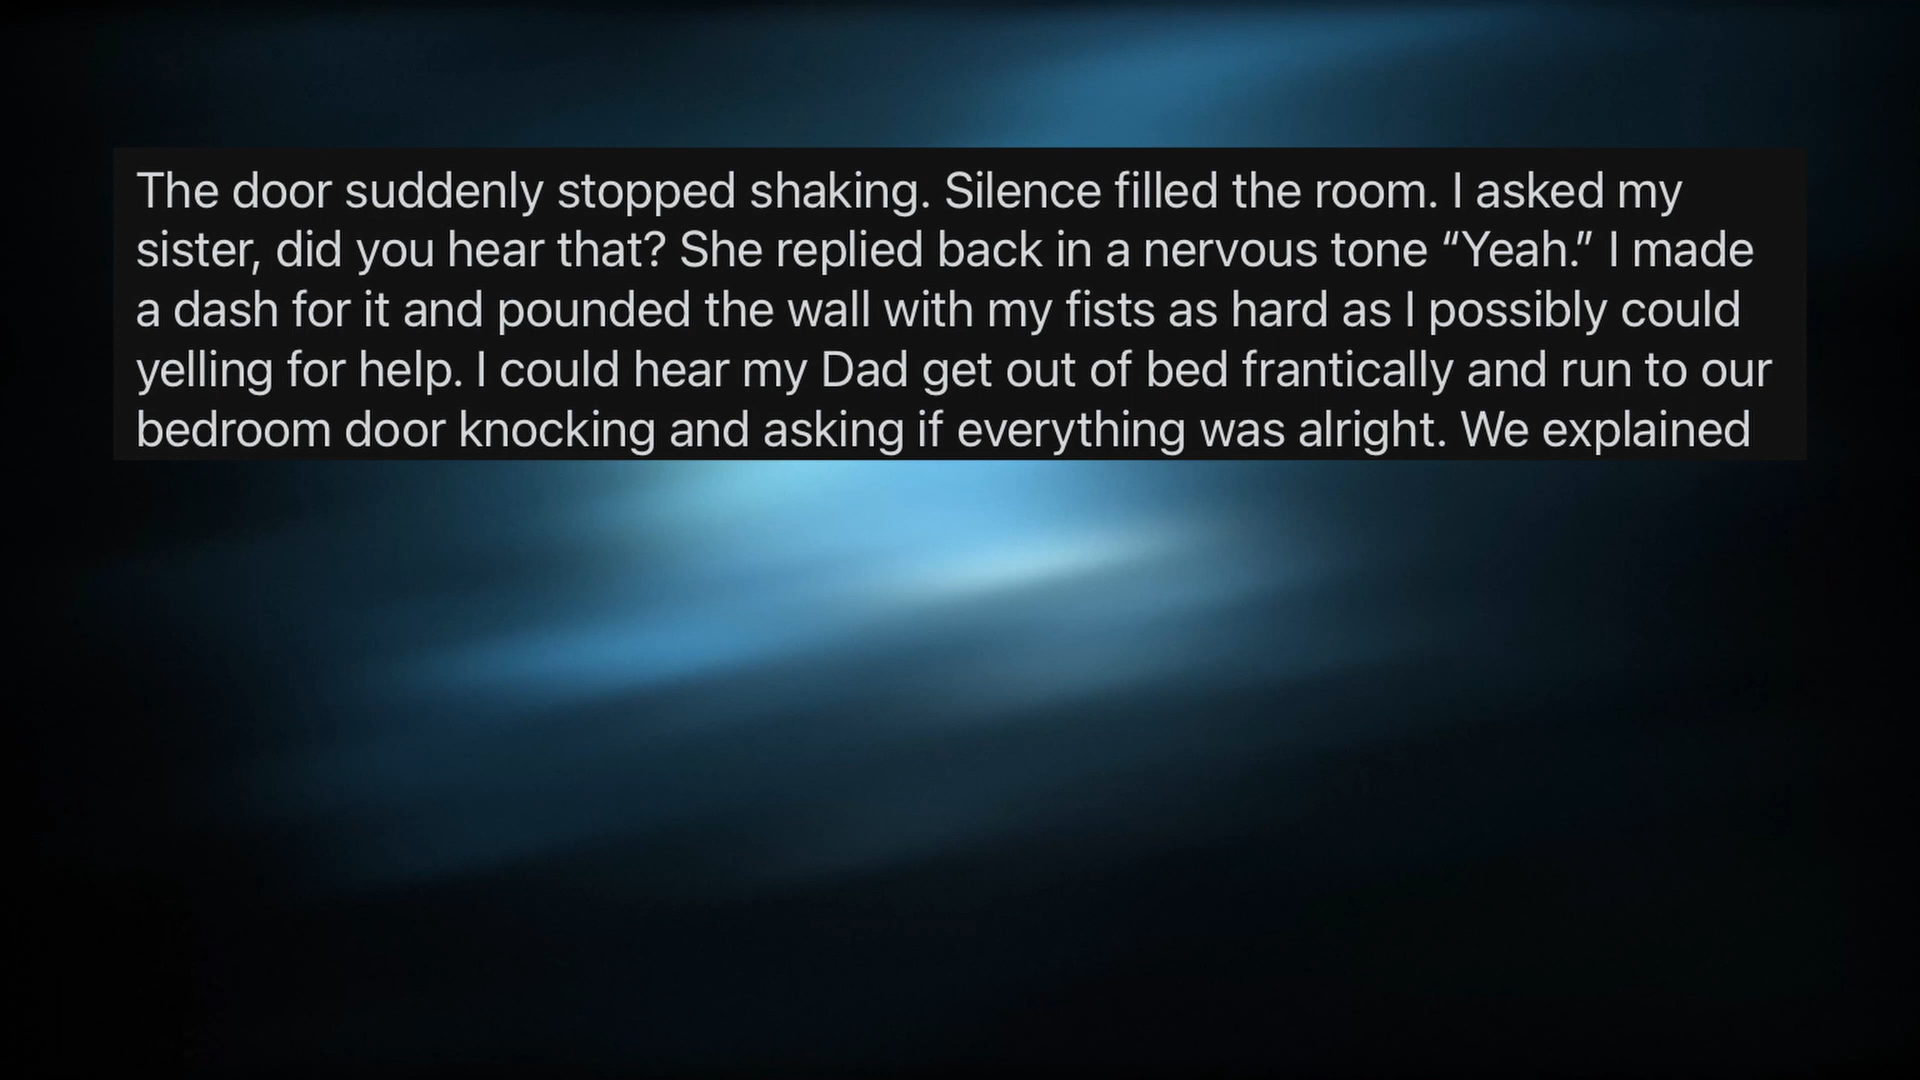 The door suddenly stopped shaking. Silence filled the room. I asked my
sister, did you hear that? She replied back in a nervous tone “Yeah.” I made
a dash for it and pounded the wall with my fists as hard as I possibly could
yelling for help. I could hear my Dad get out of bed frantically and run to our
bedroom door knocking and asking if everything was alright. We explained